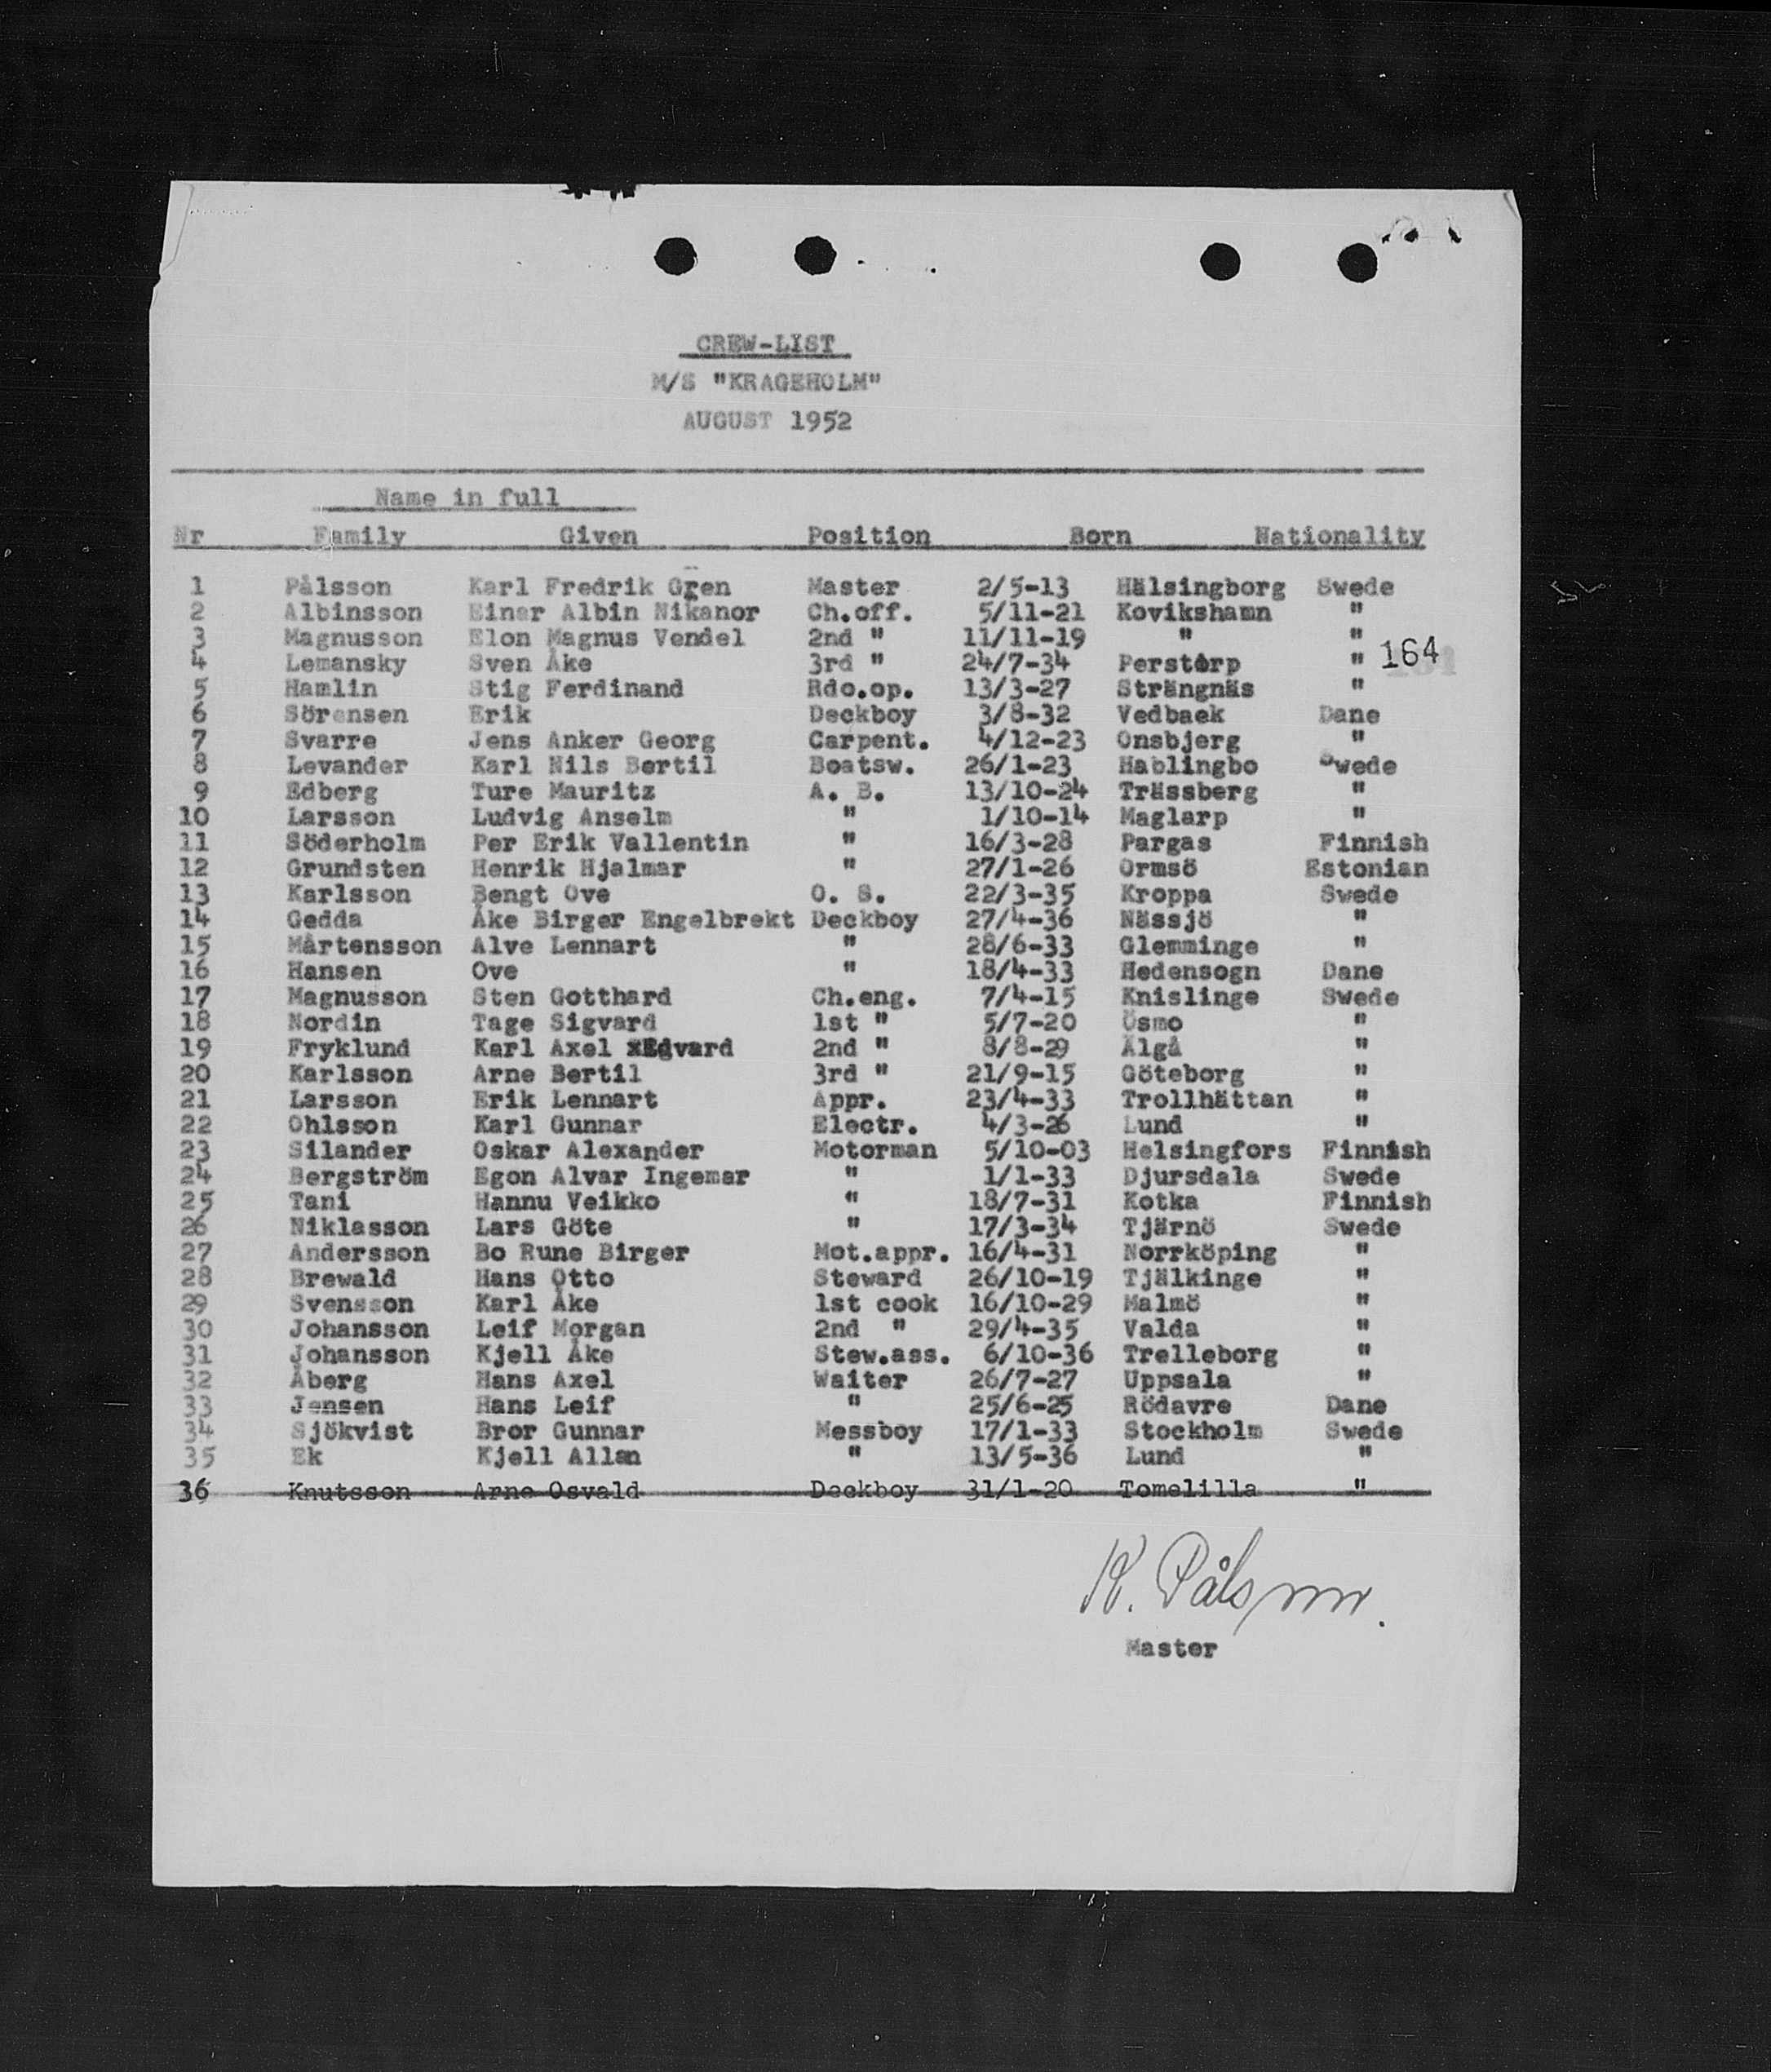 CREW-LIST
M/S "KRAGEHOLM"
AUGUST 1952
Name in full
Nr Family Given Position Born Nationality
1 Pålsson Karl Fredrik Gren Master 2/5-13 Hälsingborg Swede
2 Albinsson Einar Albin Nikanor Ch.off. 5/11-21 Kovikshamn "
3 Magnusson Elon Magnus Vendel 2nd " 11/11-19 " "
4 Lemansky Sven Åke 3rd " 24/7-34 Perstorp " 164
5 Hamlin Stig Ferdinand Rdo.op. 13/3-27 Strängnäs "
6 Sörensen Erik Deckboy 3/8-32 Vedbaek Dane
7 Svarre Jens Anker Georg Carpent. 4/12-23 Onsbjerg "
8 Levander Karl Nils Bertil Boatsw. 26/1-23 Hablingbo Swede
9 Edberg Ture Mauritz A. B. 13/10-24 Trässberg "
10 Larsson Ludvig Anselm " 1/10-14 Maglarp "
11 Söderholm Per Erik Vallentin " 16/3-28 Pargas Finnish
12 Grundsten Henrik Hjalmar " 27/1-26 Ormsö Estonian
13 Karlsson Bengt Ove O. S. 22/3-35 Kroppa Swede
14 Gedda Åke Birger Engelbrekt Deckboy 27/4-36 Nässjö "
15 Mårtensson Alve Lennart " 28/6-33 Glemminge "
16 Hansen Ove " 18/4-33 Hedensogn Dane
17 Magnusson Sten Gotthard Ch.eng. 7/4-15 Knislinge Swede
18 Nordin Tage Sigvard 1st " 5/7-20 Ösmo "
19 Fryklund Karl Axel Edvard 2nd " 8/8-29 Älgå "
20 Karlsson Arne Bertil 3rd " 21/9-15 Göteborg "
21 Larsson Erik Lennart Appr. 23/4-33 Trollhättan "
22 Ohlsson Karl Gunnar Electr. 4/3-26 Lund "
23 Silander Oskar Alexander Motorman 5/10-03 Helsingfors Finnish
24 Bergström Egon Alvar Ingemar " 1/1-33 Djursdala Swede
25 Tani Hannu Veikko " 18/7-31 Kotka Finnish
26 Niklasson Lars Göte " 17/3-34 Tjärnö Swede
27 Andersson Bo Rune Birger Mot.appr. 16/4-31 Norrköping "
28 Brewald Hans Otto Steward 26/10-19 Tjälkinge "
29 Svensson Karl Åke 1st cook 16/10-29 Malmö "
30 Johansson Leif Morgan 2nd " 29/4-35 Valda "
31 Johansson Kjell Åke Stew.ass. 6/10-36 Trelleborg "
32 Åberg Hans Axel Waiter 26/7-27 Uppsala "
33 Jensen Hans Leif " 25/6-25 Rödavre Dane
34 Sjökvist Bror Gunnar Messboy 17/1-33 Stockholm Swede
35 Ek Kjell Allan " 13/5-36 Lund "
36 Knutsson Arne Osvald Deckboy 31/1-20 Tomelilla "
K. Pålsson.
Master